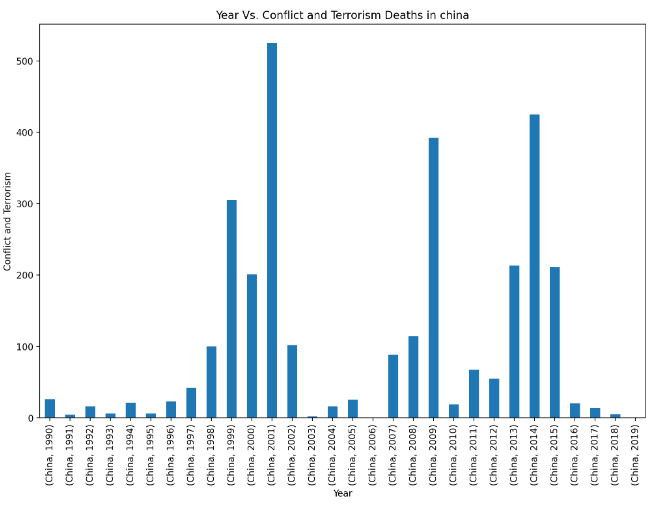 Year Vs. Conflict and Terrorism Deaths in china
Conflict and Terrorism
500
400
300
200
100
0
(China, 1990)
(China, 1991)
(China, 1992)
(China, 1993)
(China, 1994)
(China, 1995)
(China, 1996)
(China, 1997)
(China, 1998)
(China, 1999)
(China, 2000)
(China, 2001)
(China, 2002)
(China, 2003)
(China, 2004)
(China, 2005)
(China, 2006)
(China, 2007)
(China, 2008)
(China, 2009)
(China, 2010)
(China, 2011)
(China, 2012)
(China, 2013)
(China, 2014)
(China, 2015)
(China, 2016)
(China, 2017)
(China, 2018)
(China, 2019)
Year